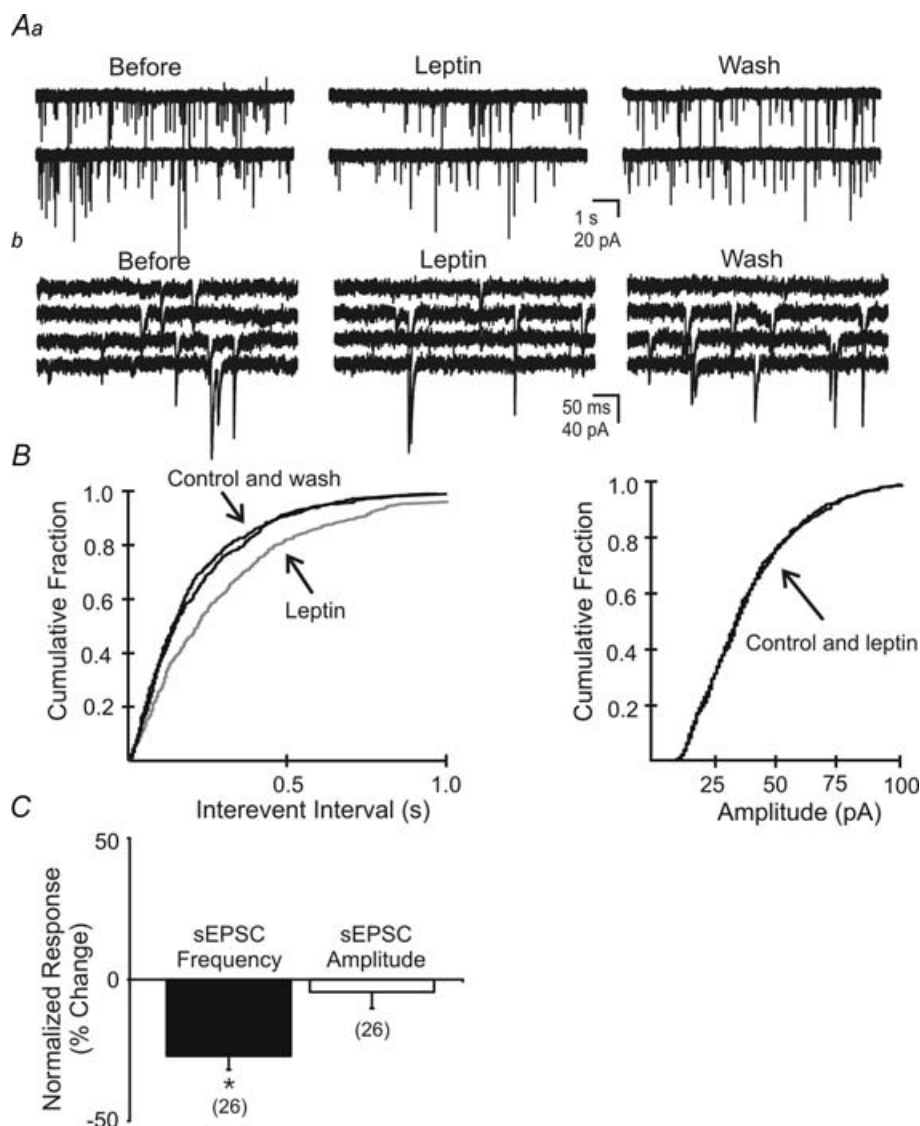 Aa
Before Leptin Wash
1 s
20 pA
b
Before Leptin Wash
50 ms
40 pA
B
Control and wash
1.0
0.8
0.6
0.4
0.2
Cumulative Fraction
Leptin
0.5 1.0
Interevent Interval (s)
1.0
0.8
0.6
0.4
0.2
Cumulative Fraction
Control and leptin
25 50 75 100
Amplitude (pA)
C
50
0
-50
Normalized Response
(% Change)
sEPSC
Frequency
sEPSC
Amplitude
*
(26)
(26)